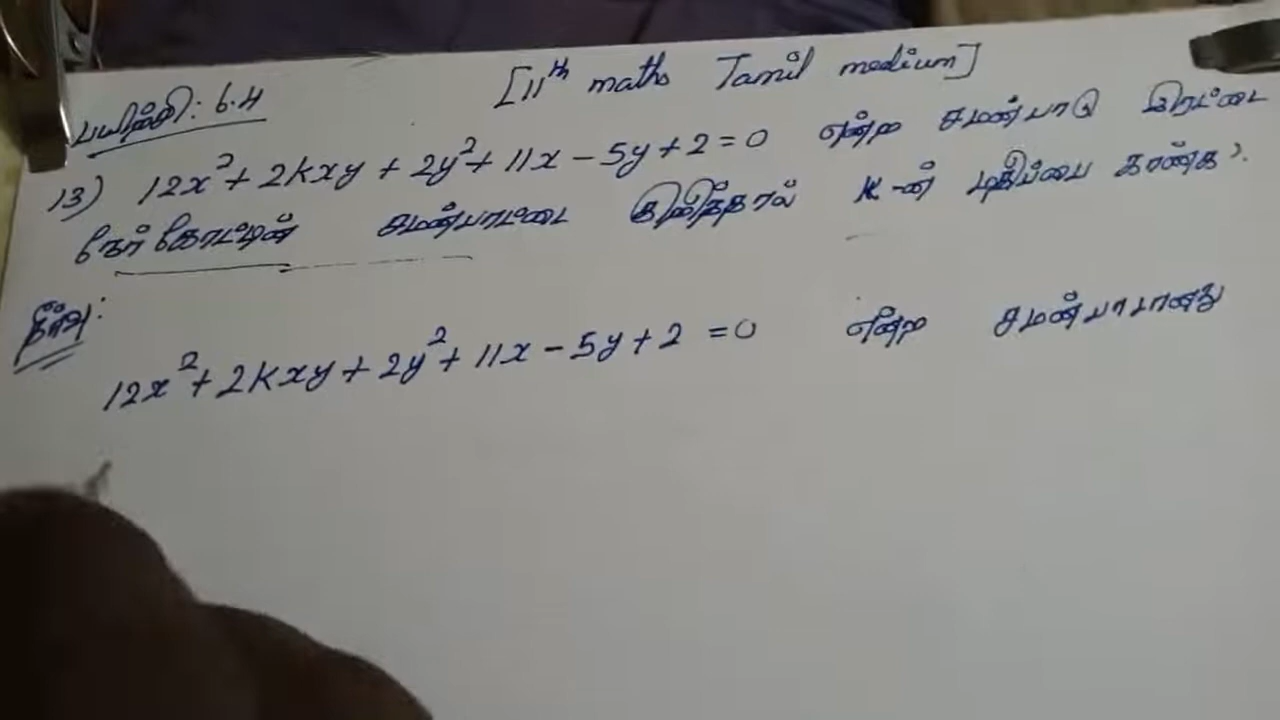 [11th maths Tamil medium]
பயிற்சி: 6.4
13) 12x² + 2kxy + 2y² + 11x - 5y + 2 = 0 என்ற சமன்பாடு இரட்டை
நேர்கோட்டின் சமன்பாட்டை குறித்தால் K-ன் மதிப்பை காண்க.
தீர்வு:
12x² + 2kxy + 2y² + 11x - 5y + 2 = 0 என்ற சமன்பாடானது